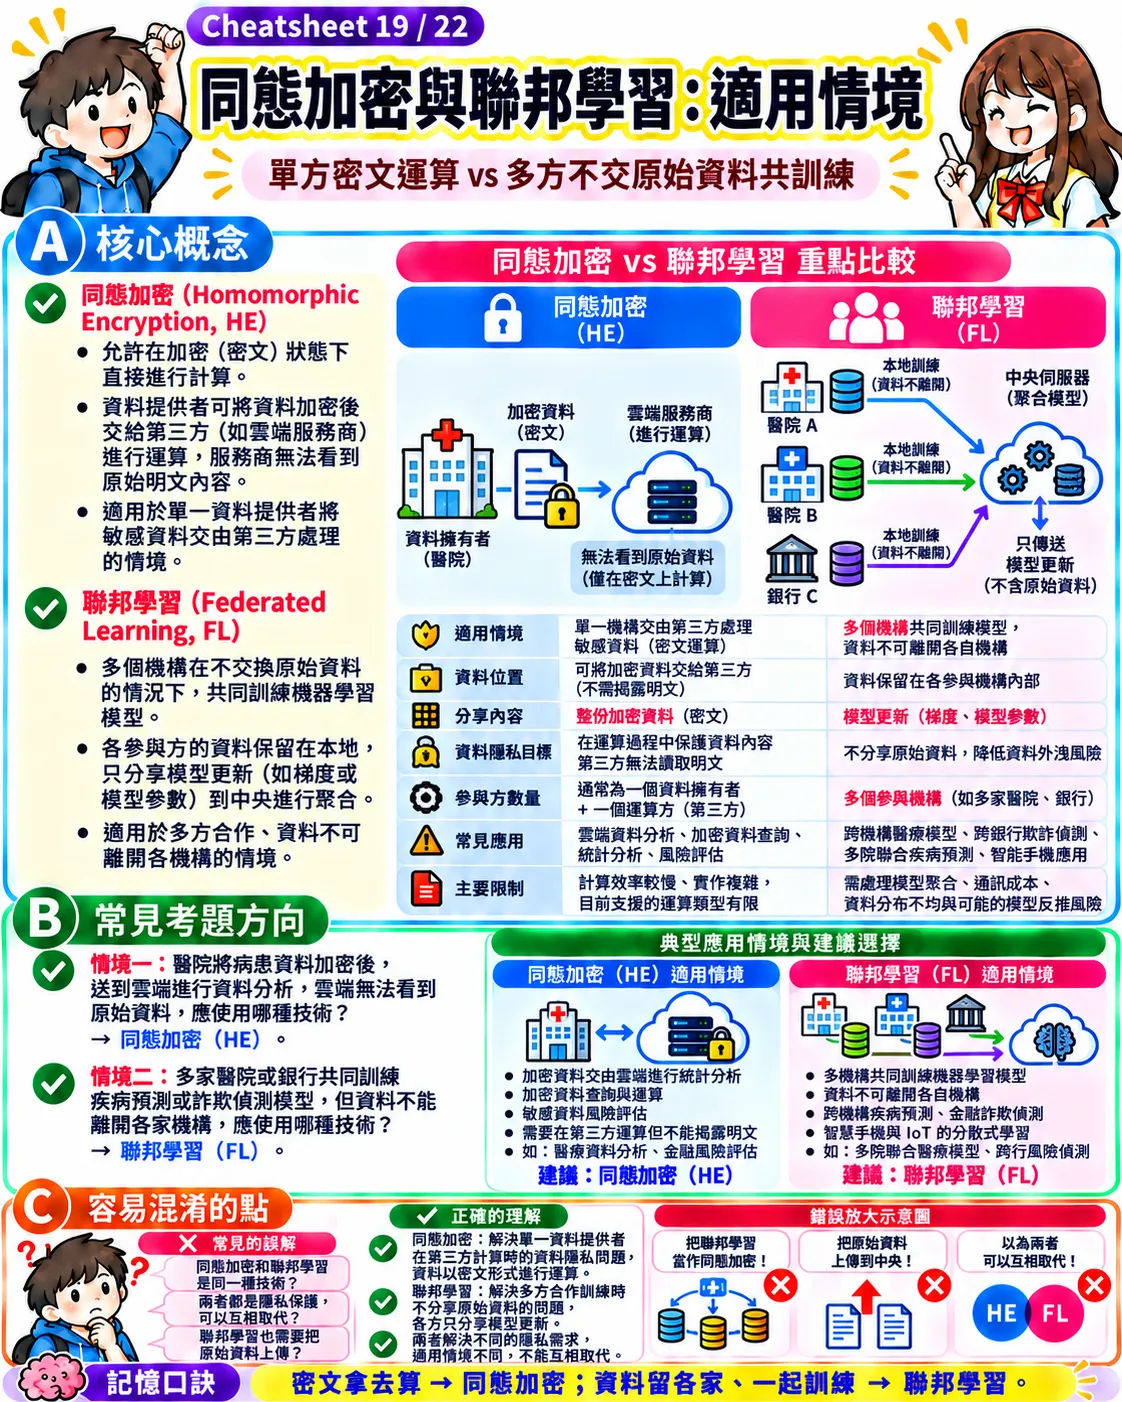 Cheatsheet 19 / 22
同態加密與聯邦學習：適用情境
單方密文運算 vs 多方不交原始資料共訓練
A 核心概念
同態加密（Homomorphic
Encryption, HE）
• 允許在加密（密文）狀態下
直接進行計算。
• 資料提供者可將資料加密後
交給第三方（如雲端服務商）
進行運算，服務商無法看到
原始明文內容。
• 適用於單一資料提供者將
敏感資料交由第三方處理
的情境。
聯邦學習（Federated
Learning, FL）
• 多個機構在不交換原始資料
的情況下，共同訓練機器學習
模型。
• 各參與方的資料保留在本地，
只分享模型更新（如梯度或
模型參數）到中央進行聚合。
• 適用於多方合作、資料不可
離開各機構的情境。
同態加密 vs 聯邦學習 重點比較
同態加密
（HE）
聯邦學習
（FL）
加密資料
（密文）
雲端服務商
（進行運算）
資料擁有者
（醫院）
無法看到原始資料
（僅在密文上計算）
本地訓練
（資料不離開）
醫院 A
本地訓練
（資料不離開）
醫院 B
本地訓練
（資料不離開）
銀行 C
中央伺服器
（聚合模型）
只傳送
模型更新
（不含原始資料）
適用情境
單一機構交由第三方處理
敏感資料（密文運算）
多個機構共同訓練模型，
資料不可離開各自機構
資料位置
可將加密資料交給第三方
（不需揭露明文）
資料保留在各參與機構內部
分享內容
整份加密資料（密文）
模型更新（梯度、模型參數）
資料隱私目標
在運算過程中保護資料內容
第三方無法讀取明文
不分享原始資料，降低資料外洩風險
參與方數量
通常為一個資料擁有者
+ 一個運算方（第三方）
多個參與機構（如多家醫院、銀行）
常見應用
雲端資料分析、加密資料查詢、
統計分析、風險評估
跨機構醫療模型、跨銀行欺詐偵測、
多院聯合疾病預測、智能手機應用
主要限制
計算效率較慢、實作複雜，
目前支援的運算類型有限
需處理模型聚合、通訊成本、
資料分布不均與可能的模型反推風險
B 常見考題方向
情境一：醫院將病患資料加密後，
送到雲端進行資料分析，雲端無法看到
原始資料，應使用哪種技術？
→ 同態加密（HE）。
情境二：多家醫院或銀行共同訓練
疾病預測或詐欺偵測模型，但資料不能
離開各家機構，應使用哪種技術？
→ 聯邦學習（FL）。
典型應用情境與建議選擇
同態加密（HE）適用情境
• 加密資料交由雲端進行統計分析
• 加密資料查詢與運算
• 敏感資料風險評估
• 需要在第三方運算但不能揭露明文
• 如：醫療資料分析、金融風險評估
建議：同態加密（HE）
聯邦學習（FL）適用情境
• 多機構共同訓練機器學習模型
• 資料不可離開各自機構
• 跨機構疾病預測、金融詐欺偵測
• 智慧手機與 IoT 的分散式學習
• 如：多院聯合醫療模型、跨行風險偵測
建議：聯邦學習（FL）
C 容易混淆的點
常見的誤解
同態加密和聯邦學習
是同一種技術？
兩者都是隱私保護，
可以互相取代？
聯邦學習也需要把
原始資料上傳？
正確的理解
同態加密：解決單一資料提供者
在第三方計算時的資料隱私問題，
資料以密文形式進行運算。
聯邦學習：解決多方合作訓練時
不分享原始資料的問題，
各方只分享模型更新。
兩者解決不同的隱私需求，
適用情境不同，不能互相取代。
錯誤放大示意圖
把聯邦學習
當作同態加密！
把原始資料
上傳到中央！
以為兩者
可以互相取代！
HE FL
記憶口訣
密文拿去算 → 同態加密；資料留各家、一起訓練 → 聯邦學習。